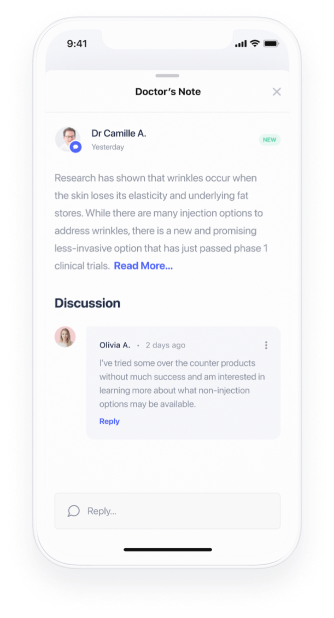 9:41
Doctor's Note
Dr Camille A.
Yesterday
NEW
Research has shown that wrinkles occur when
the skin loses its elasticity and underlying fat
stores. While there are many injection options to
address wrinkles, there is a new and promising
less-invasive option that has just passed phase 1
clinical trials. Read More...
Discussion
Olivia A. • 2 days ago
I've tried some over the counter products
without much success and am interested in
learning more about what non-injection
options may be available.
Reply
Reply...